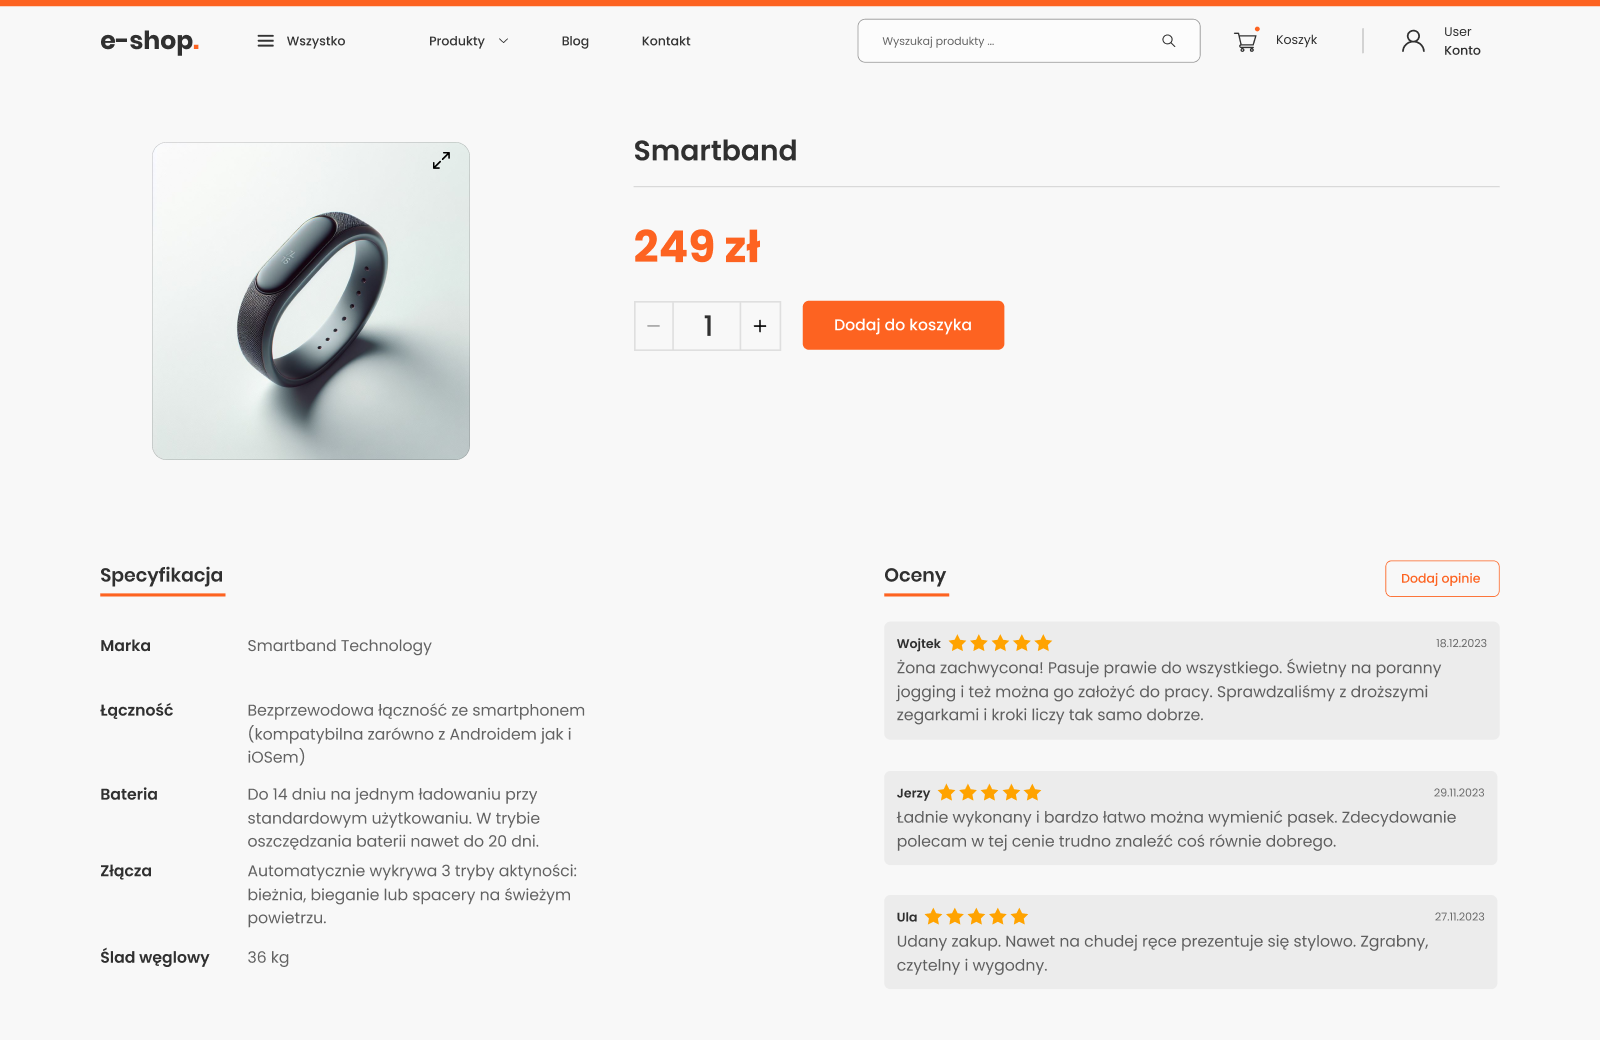 e-shop.
Wszystko
Produkty
Blog
Kontakt
Wyszukaj produkty ...
Koszyk
User
Konto
Smartband
249 zł
1
Dodaj do koszyka
Specyfikacja
Marka
Smartband Technology
Łączność
Bezprzewodowa łączność ze smartphonem
(kompatybilna zarówno z Androidem jak i
iOSem)
Bateria
Do 14 dniu na jednym ładowaniu przy
standardowym użytkowaniu. W trybie
oszczędzania baterii nawet do 20 dni.
Złącza
Automatycznie wykrywa 3 tryby aktyności:
bieżnia, bieganie lub spacery na świeżym
powietrzu.
Ślad węglowy
36 kg
Oceny
Dodaj opinie
Wojtek
18.12.2023
Żona zachwycona! Pasuje prawie do wszystkiego. Świetny na poranny
jogging i też można go założyć do pracy. Sprawdzaliśmy z droższymi
zegarkami i kroki liczy tak samo dobrze.
Jerzy
29.11.2023
Ładnie wykonany i bardzo łatwo można wymienić pasek. Zdecydowanie
polecam w tej cenie trudno znaleźć coś równie dobrego.
Ula
27.11.2023
Udany zakup. Nawet na chudej ręce prezentuje się stylowo. Zgrabny,
czytelny i wygodny.